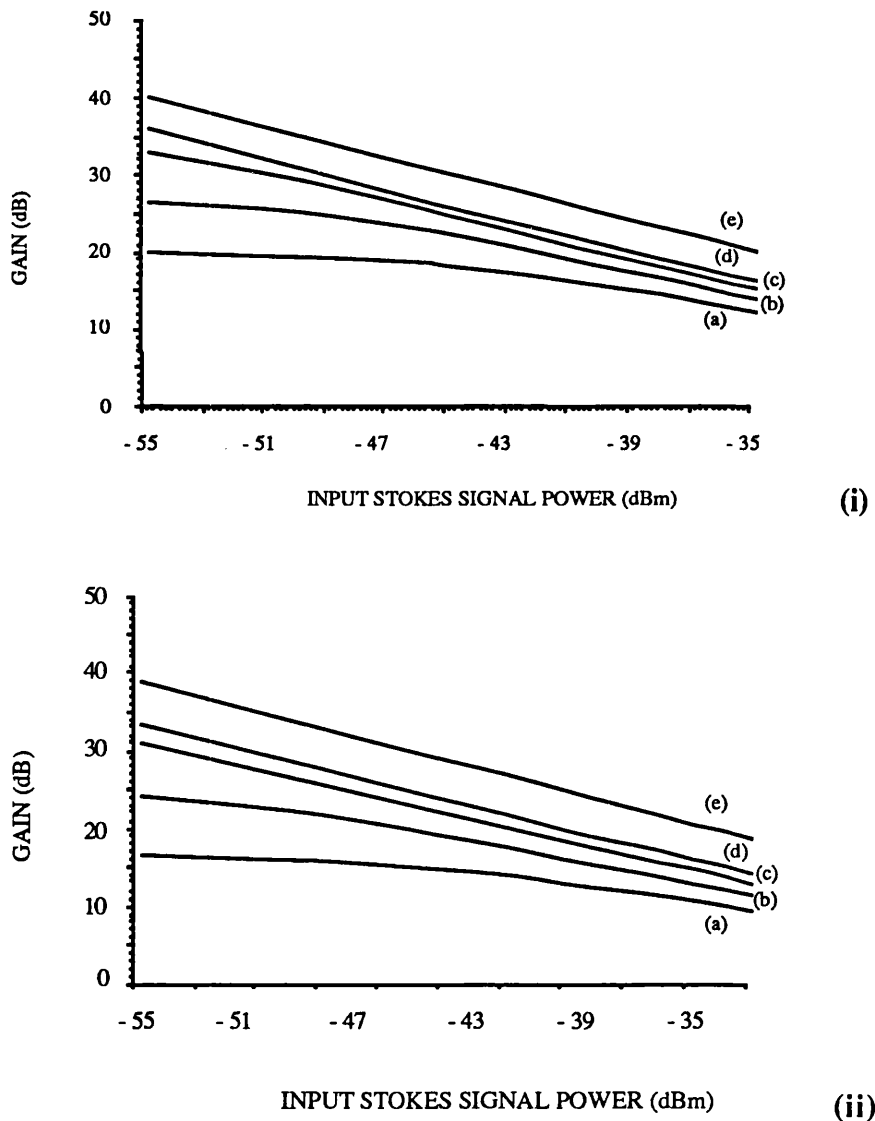 50
40
30
20
10
0
GAIN (dB)
(e)
(d)
(c)
(b)
(a)
- 55 - 51 - 47 - 43 - 39 - 35
INPUT STOKES SIGNAL POWER (dBm)
(i)
50
40
30
20
10
0
GAIN (dB)
(e)
(d)
(c)
(b)
(a)
- 55 - 51 - 47 - 43 - 39 - 35
INPUT STOKES SIGNAL POWER (dBm)
(ii)